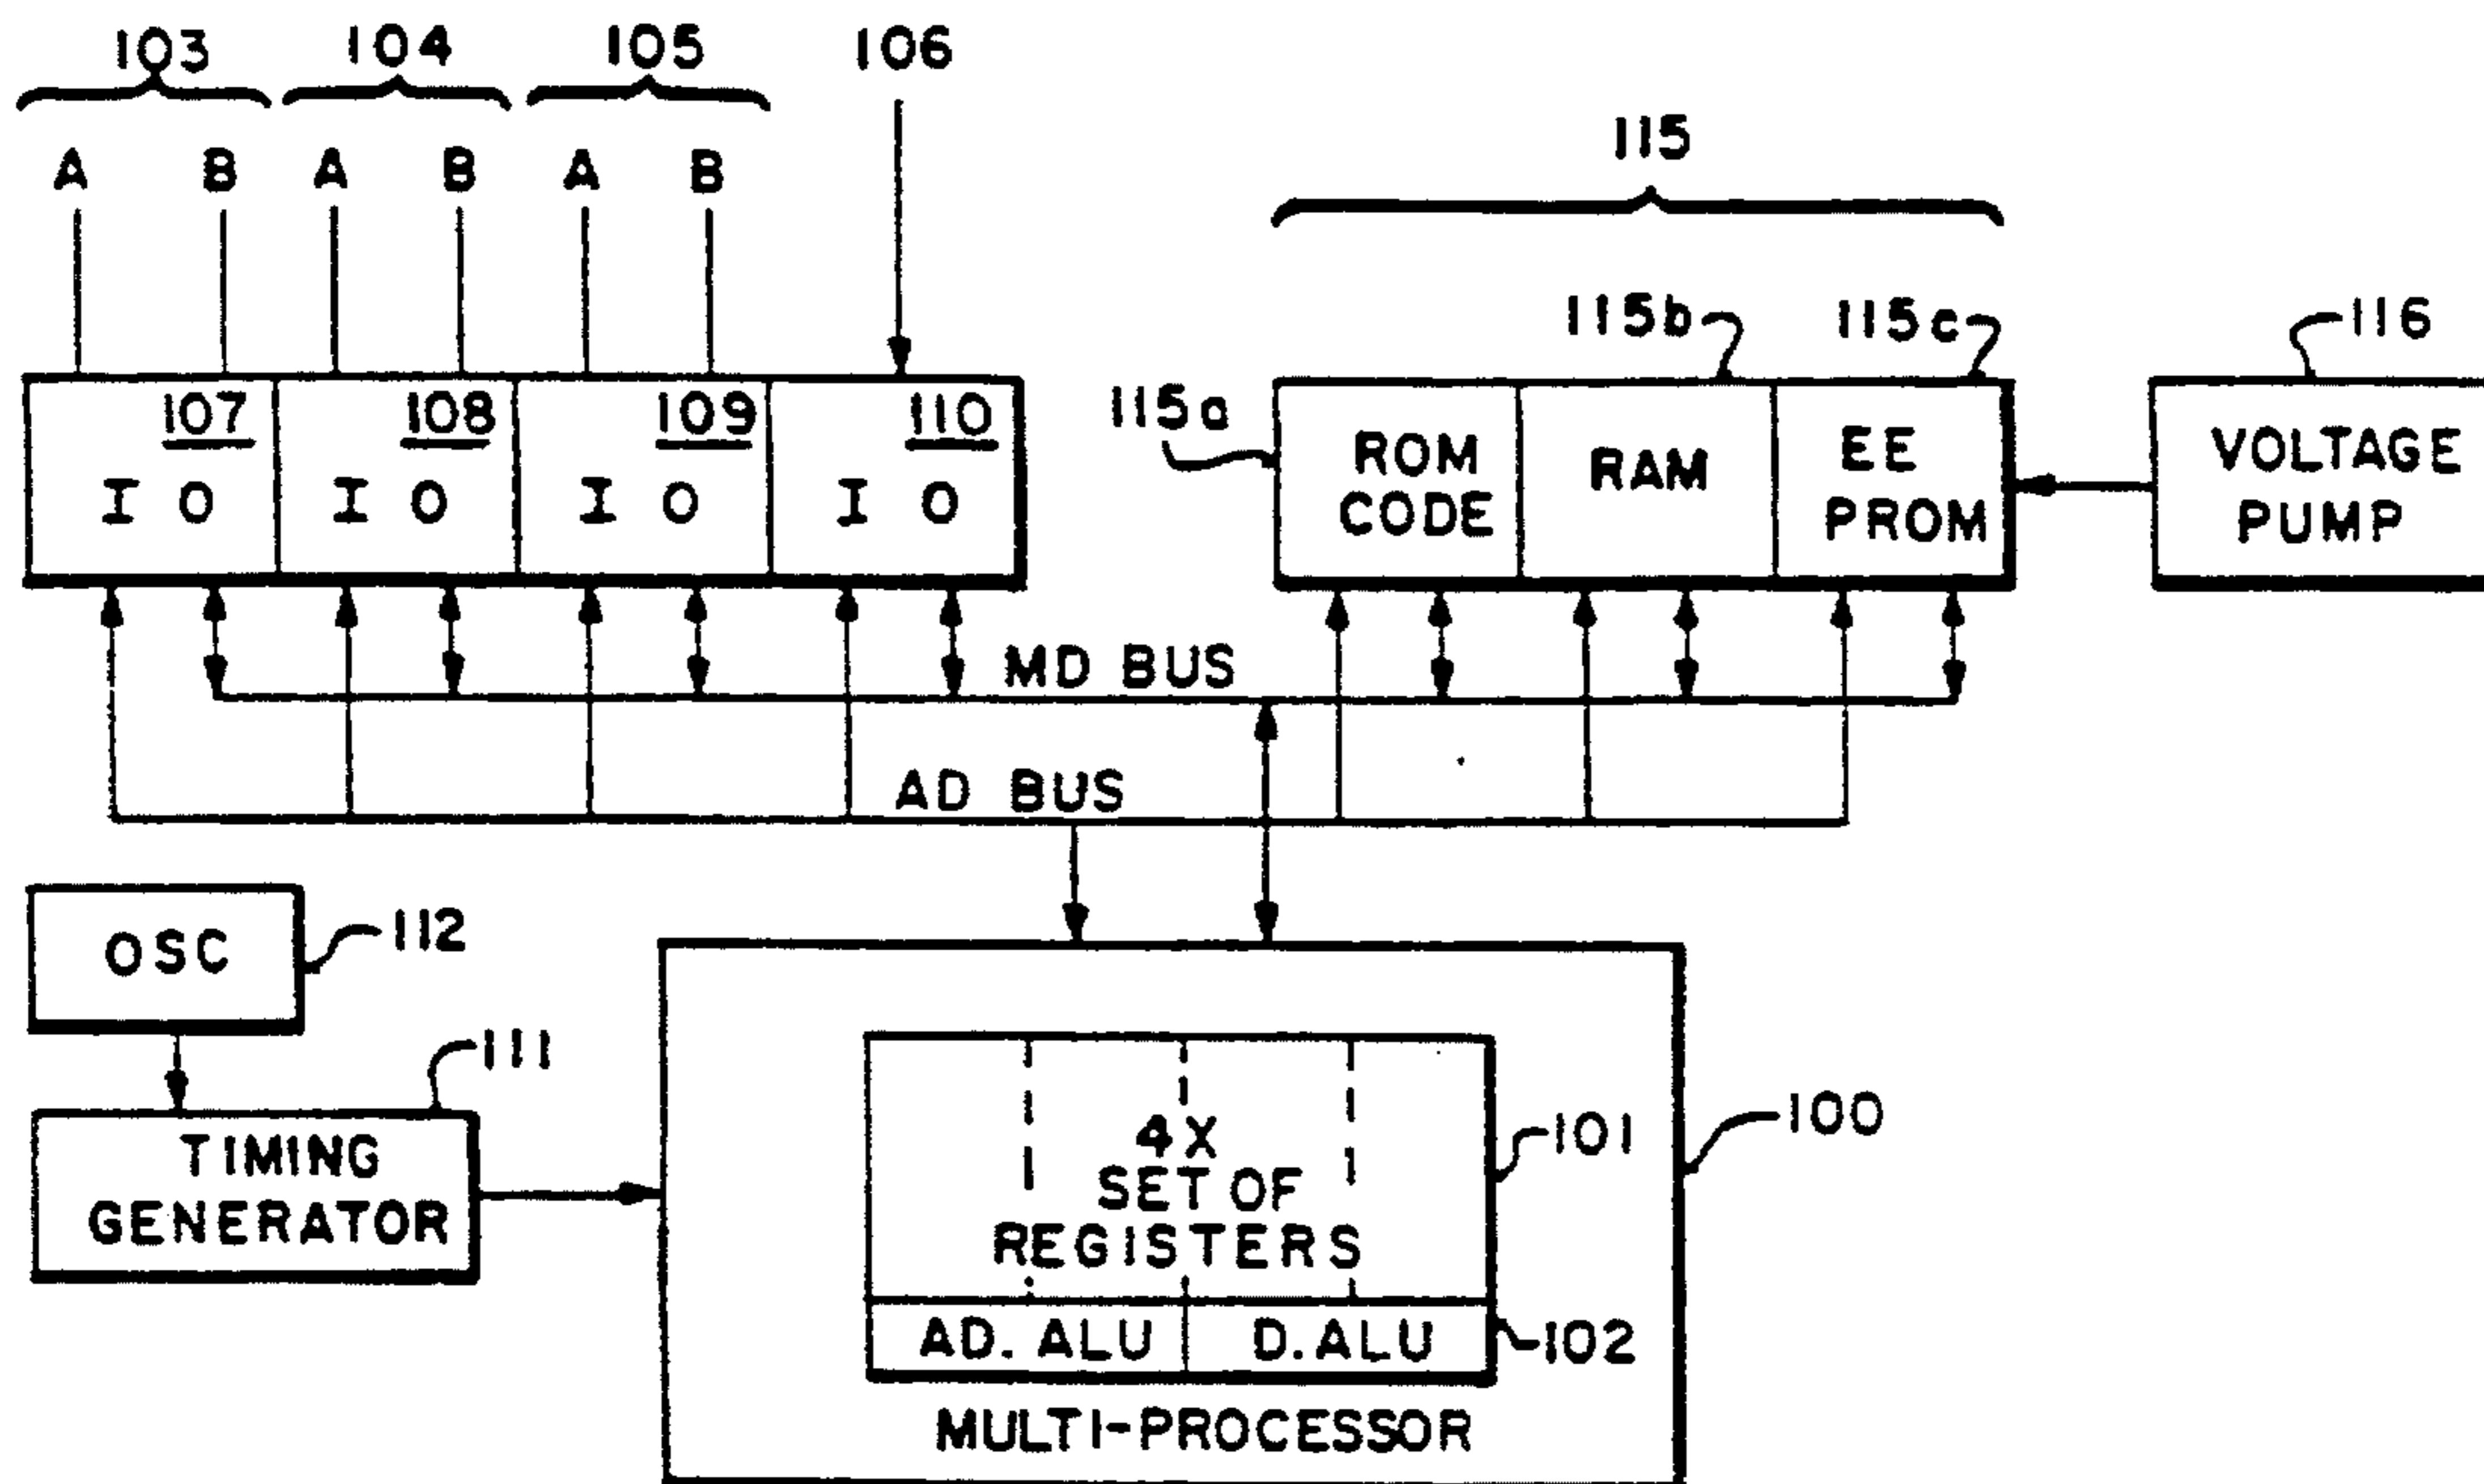 103 104 105 106
A B A B A B
115
115b 115c 116
107 108 109 110
I O I O I O I O
115a
ROM
CODE
RAM
EE
PROM
VOLTAGE
PUMP
MD BUS
AD BUS
OSC
112
111
TIMING
GENERATOR
4X
SET OF
REGISTERS
101
100
AD. ALU D. ALU
102
MULTI-PROCESSOR